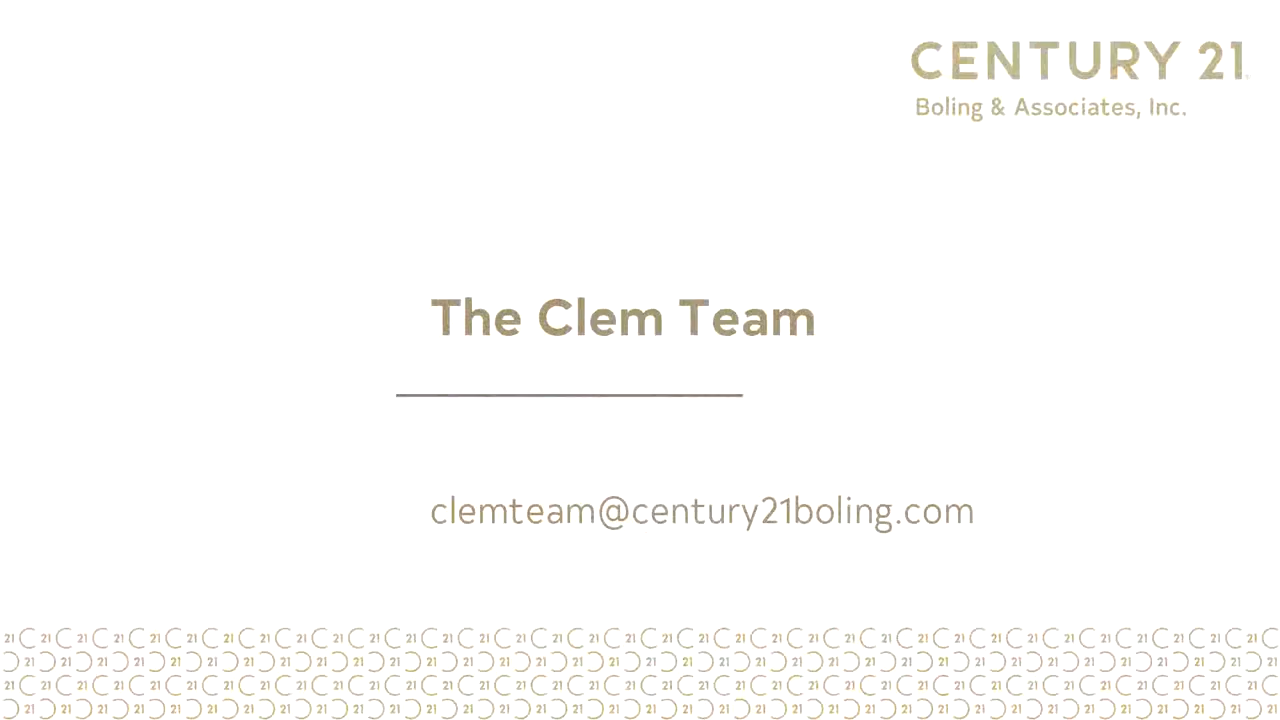 CENTURY 21
Boling & Associates, Inc.
The Clem Team
clemteam@century21boling.com